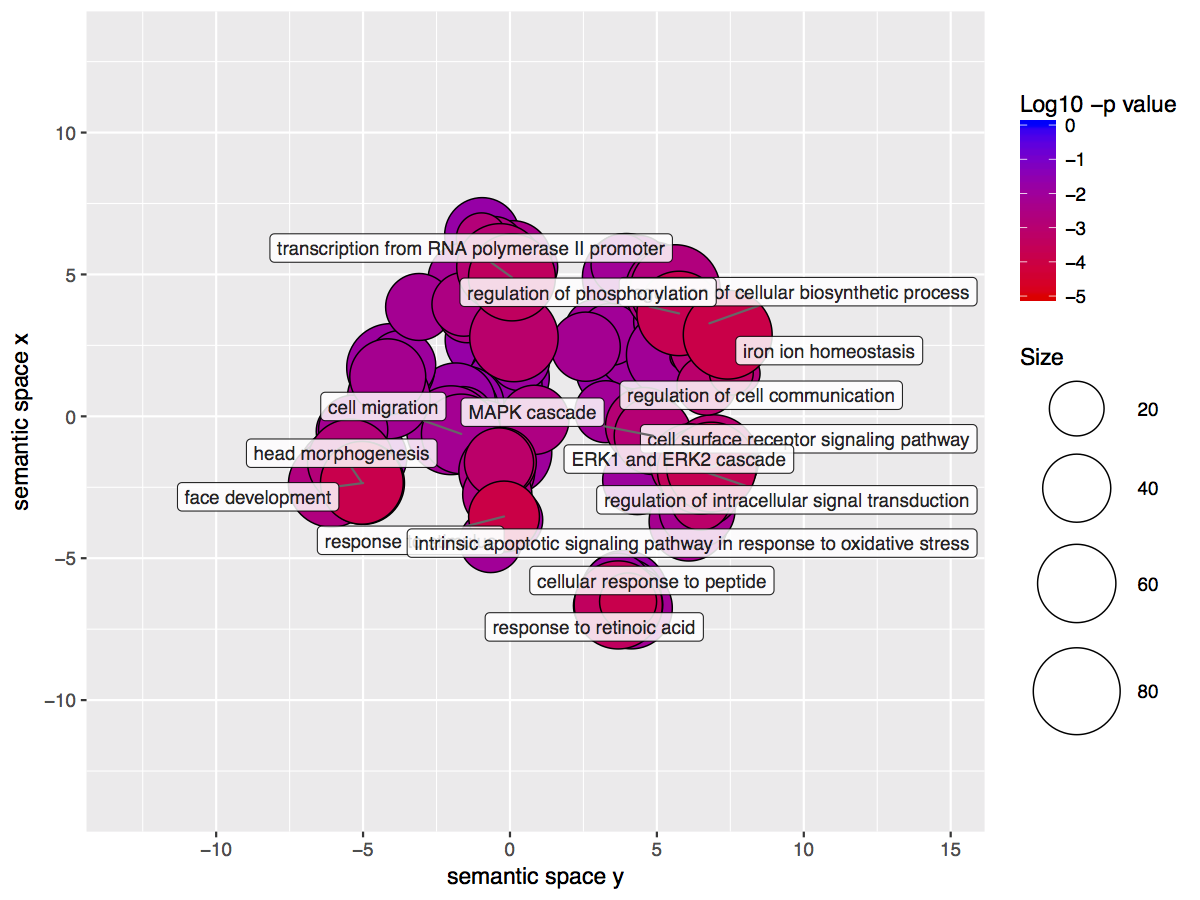 Log10 −p value
0
−1
−2
−3
−4
−5
Size
20
40
60
80
10
5
0
−5
−10
semantic space x
transcription from RNA polymerase II promoter
regulation of phosphorylation
of cellular biosynthetic process
iron ion homeostasis
regulation of cell communication
cell migration
MAPK cascade
cell surface receptor signaling pathway
head morphogenesis
ERK1 and ERK2 cascade
face development
regulation of intracellular signal transduction
response
intrinsic apoptotic signaling pathway in response to oxidative stress
cellular response to peptide
response to retinoic acid
−10
−5
0
5
10
15
semantic space y